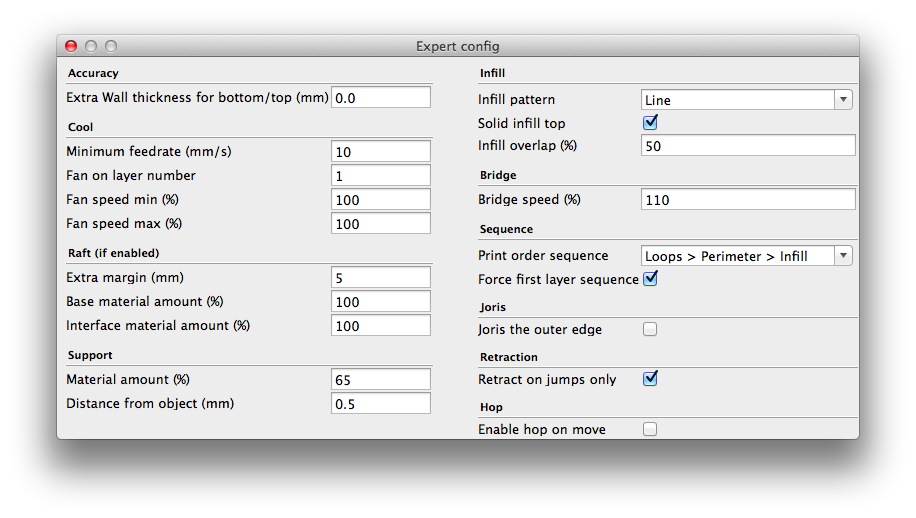 Expert config
Accuracy
Extra Wall thickness for bottom/top (mm) 0.0
Cool
Minimum feedrate (mm/s) 10
Fan on layer number 1
Fan speed min (%) 100
Fan speed max (%) 100
Raft (if enabled)
Extra margin (mm) 5
Base material amount (%) 100
Interface material amount (%) 100
Support
Material amount (%) 65
Distance from object (mm) 0.5
Infill
Infill pattern Line
Solid infill top
Infill overlap (%) 50
Bridge
Bridge speed (%) 110
Sequence
Print order sequence Loops > Perimeter > Infill
Force first layer sequence
Joris
Joris the outer edge
Retraction
Retract on jumps only
Hop
Enable hop on move